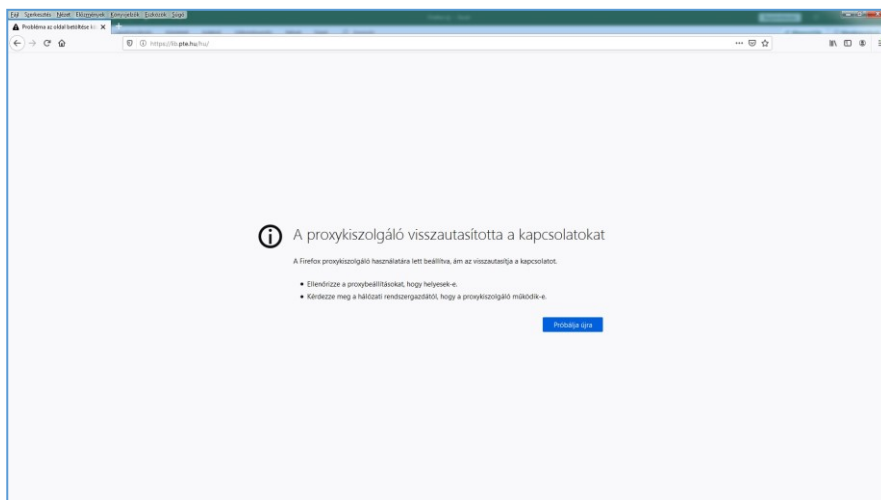 Fájl Szerkesztés Nézet Előzmények Könyvjelzők Eszközök Súgó
Probléma az oldal betöltése kö
https://lib.pte.hu/hu/
A proxykiszolgáló visszautasította a kapcsolatokat
A Firefox proxykiszolgáló használatára lett beállítva, ám az visszautasítja a kapcsolatot.
Ellenőrizze a proxybeállításokat, hogy helyesek-e.
Kérdezze meg a hálózati rendszergazdától, hogy a proxykiszolgáló működik-e.
Próbálja újra